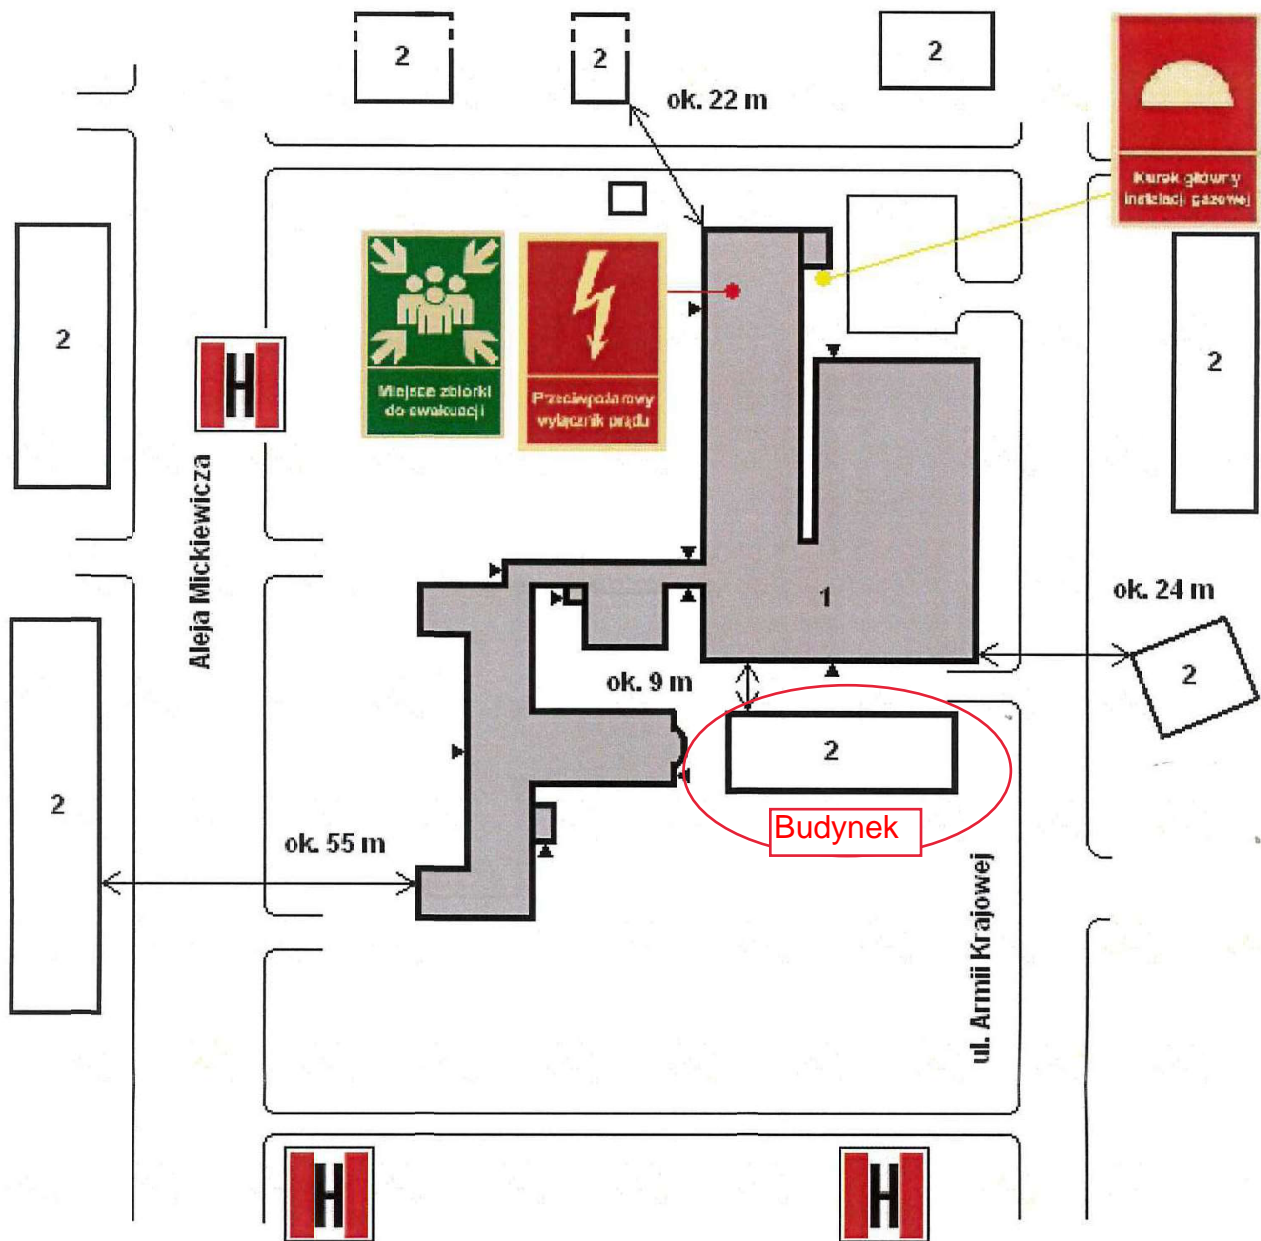 2
2
2
ok. 22 m
Kurek główny
instalacji gazowej
Miejsce zbiorki
do ewakuacji
Przeciwpożarowy
wyłącznik prądu
2
2
H
Aleja Mickiewicza
1
ok. 24 m
2
ok. 9 m
2
Budynek
2
ok. 55 m
ul. Armii Krajowej
H
H